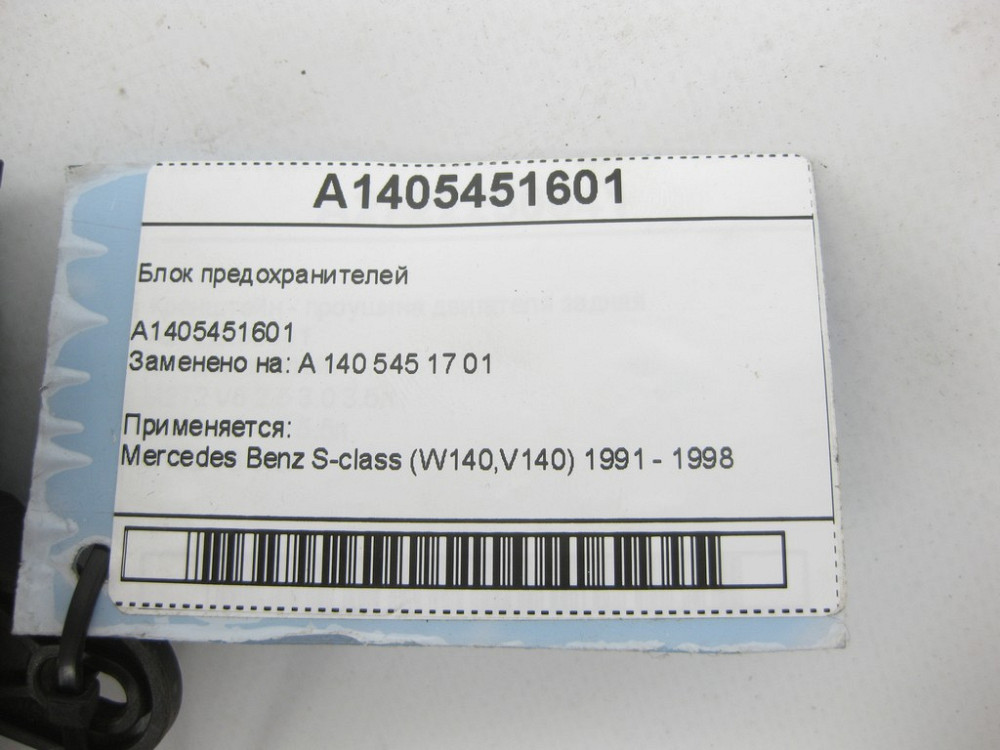 A1405451601
Блок предохранителей
A1405451601
Заменено на: A 140 545 17 01
Применяется:
Mercedes Benz S-class (W140,V140) 1991 - 1998